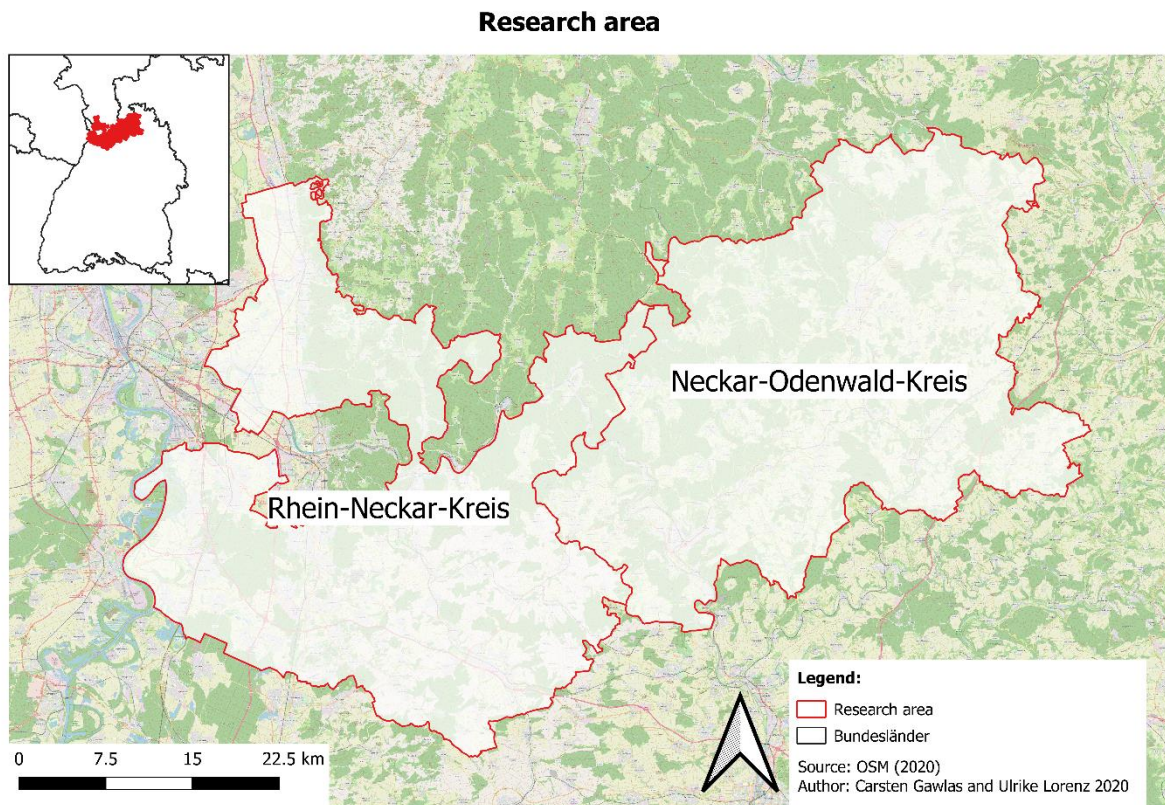 Research area
Neckar-Odenwald-Kreis
Rhein-Neckar-Kreis
Legend:
Research area
Bundesländer
Source: OSM (2020)
Author: Carsten Gawlas and Ulrike Lorenz 2020
0 7.5 15 22.5 km